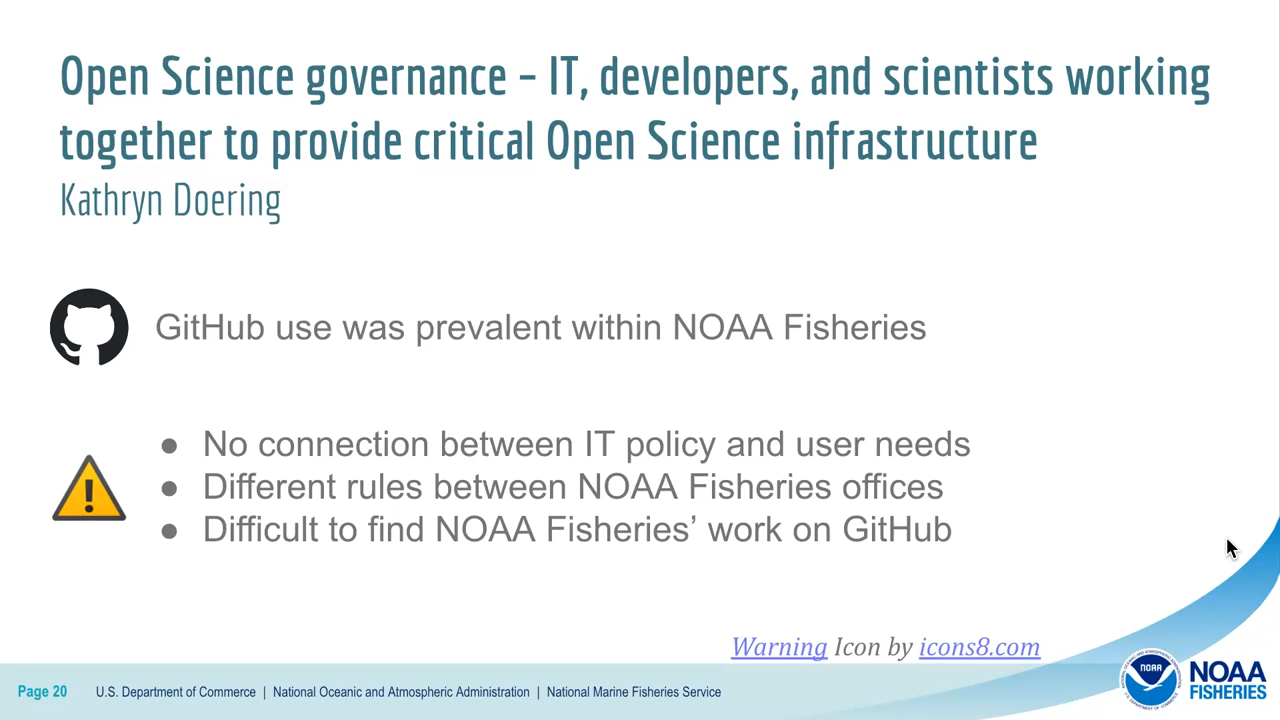 Open Science governance – IT, developers, and scientists working
together to provide critical Open Science infrastructure
Kathryn Doering
GitHub use was prevalent within NOAA Fisheries
● No connection between IT policy and user needs
● Different rules between NOAA Fisheries offices
● Difficult to find NOAA Fisheries’ work on GitHub
Warning Icon by icons8.com
Page 20 U.S. Department of Commerce | National Oceanic and Atmospheric Administration | National Marine Fisheries Service
NOAA
NOAA
FISHERIES